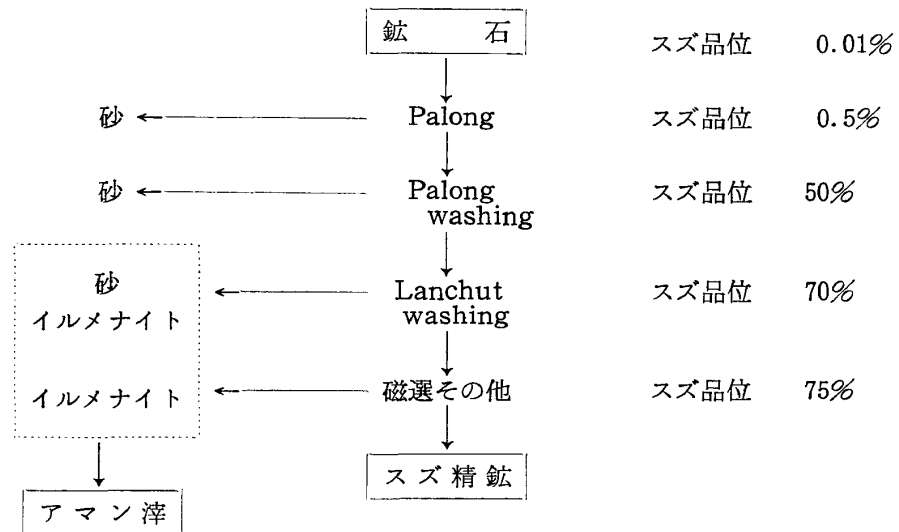 鉱 石 スズ品位 0.01%
砂 Palong スズ品位 0.5%
砂 Palong washing スズ品位 50%
砂 イルメナイト Lanchut washing スズ品位 70%
イルメナイト 磁選その他 スズ品位 75%
スズ精鉱
アマン滓